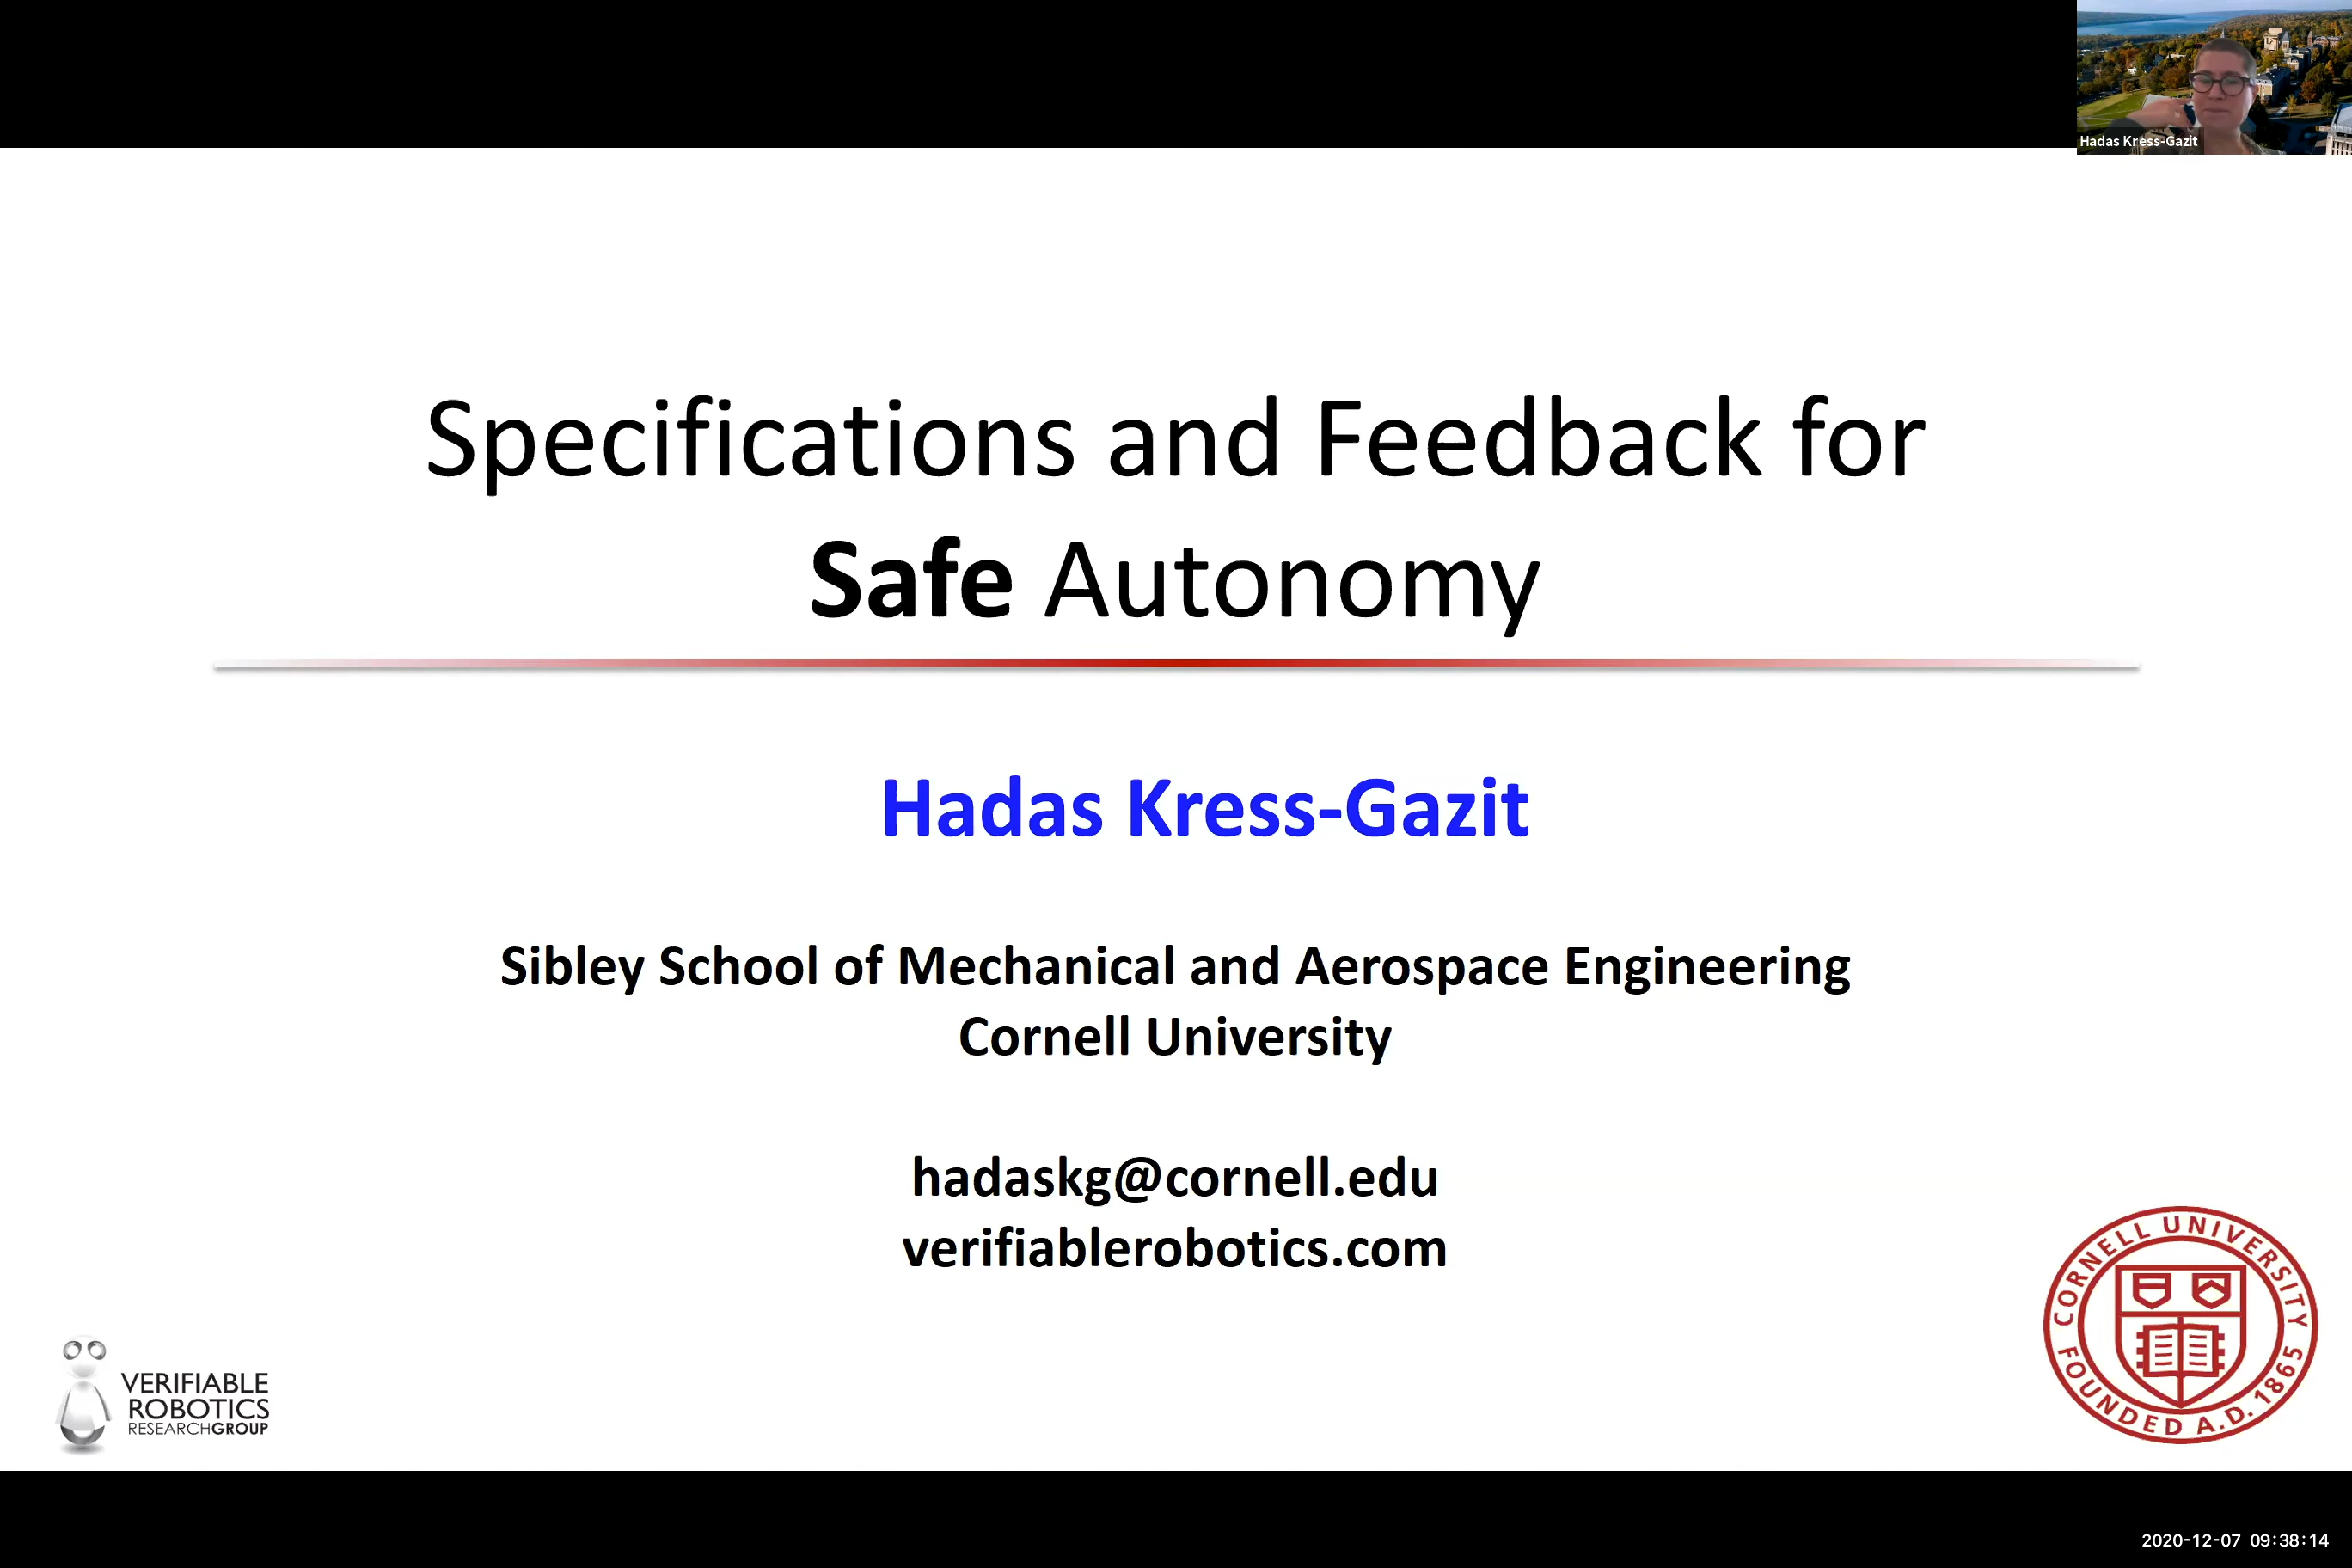 Hadas Kress-Gazit
Specifications and Feedback for
Safe Autonomy
Hadas Kress-Gazit
Sibley School of Mechanical and Aerospace Engineering
Cornell University
hadaskg@cornell.edu
verifiablerobotics.com
VERIFIABLE
ROBOTICS
RESEARCHGROUP
CORNELL UNIVERSITY
FOUNDED A.D. 1865
2020-12-07 09:38:14